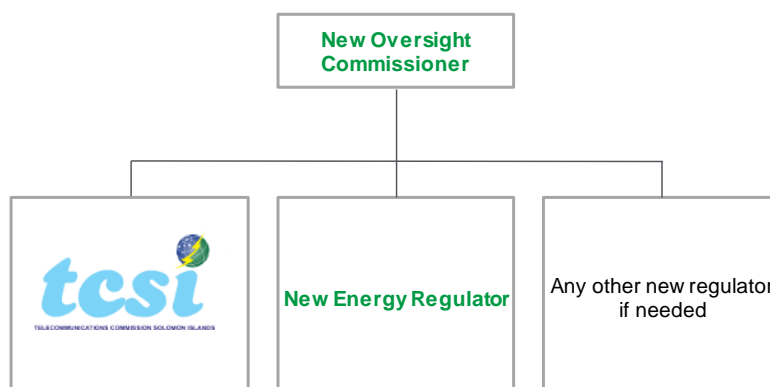 New Oversight
Commissioner
tcsi
TELECOMMUNICATIONS COMMISSION SOLOMON ISLANDS
New Energy Regulator
Any other new regulator
if needed